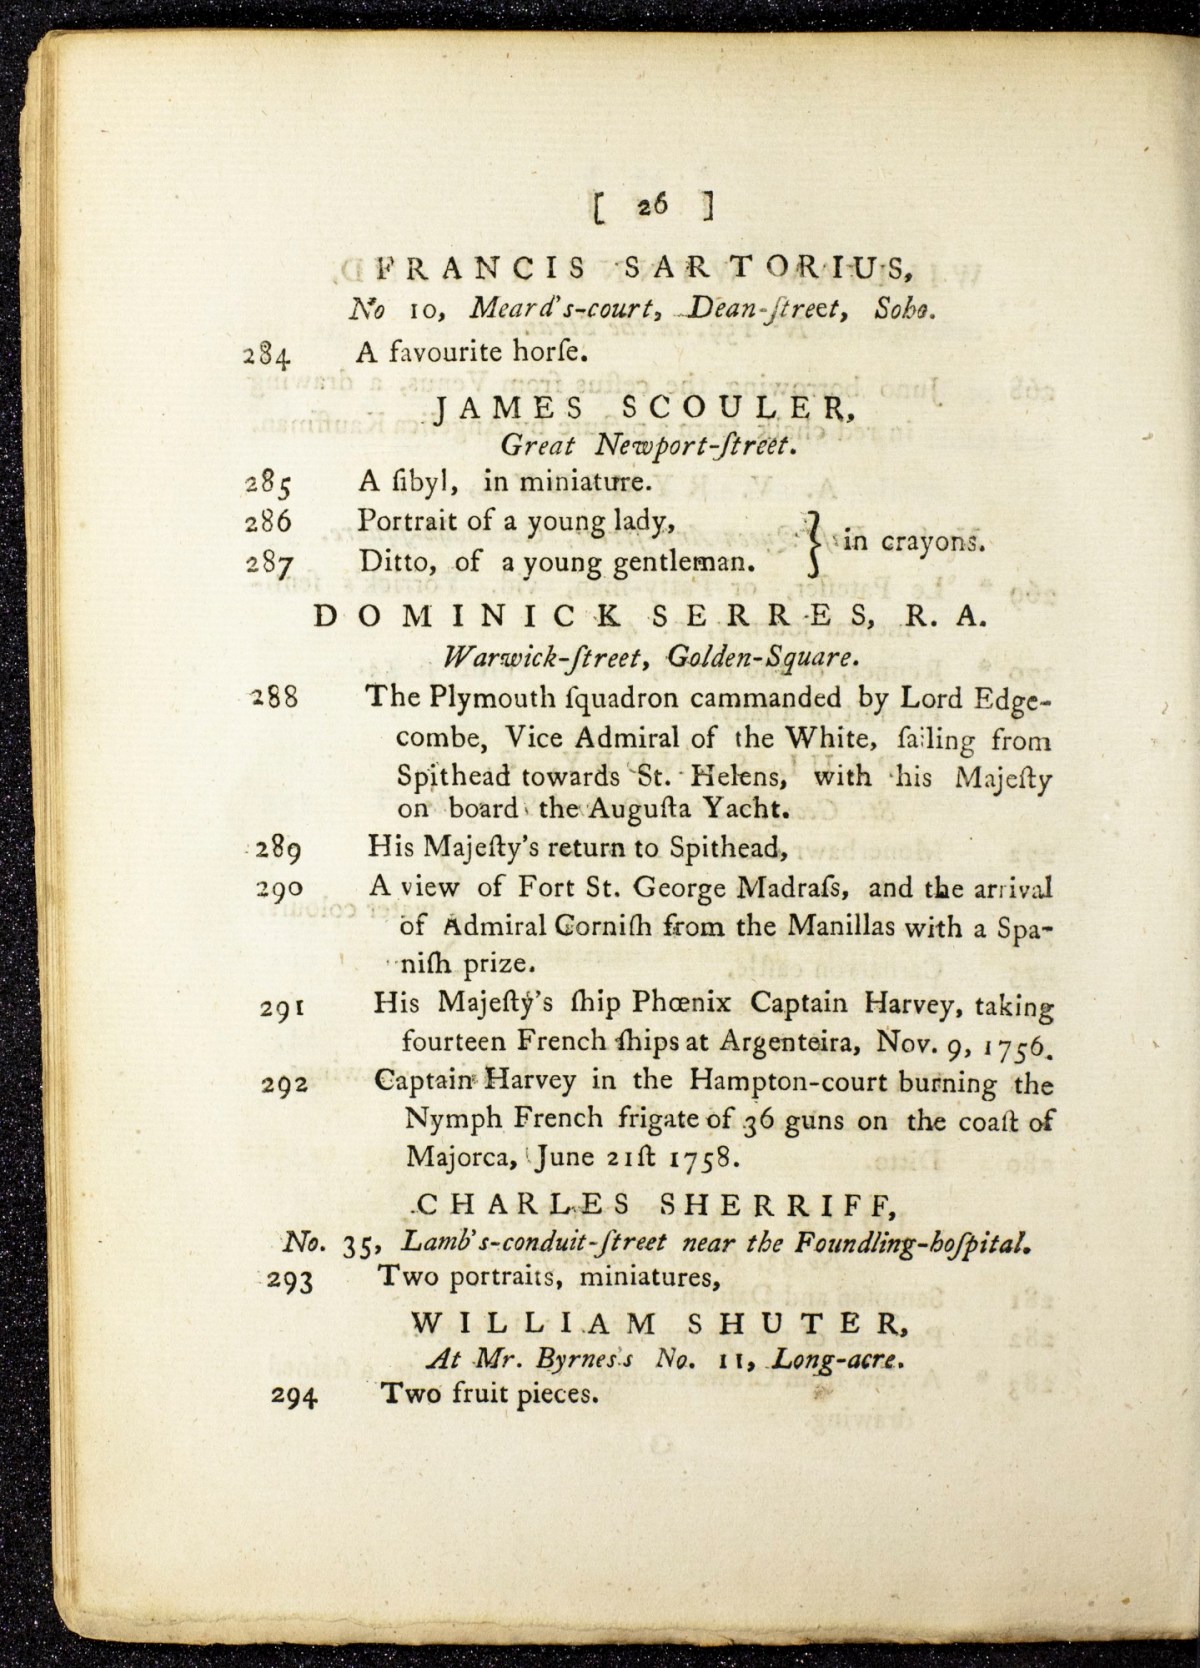 [ 26 ]
FRANCIS SARTORIUS,
No 10, Meard's-court, Dean-ſtreet, Soho.
284 A favourite horſe.
JAMES SCOULER,
Great Newport-ſtreet.
285 A ſibyl, in miniature.
286 Portrait of a young lady,
287 Ditto, of a young gentleman. } in crayons.
DOMINICK SERRES, R. A.
Warwick-ſtreet, Golden-Square.
288 The Plymouth ſquadron cammanded by Lord Edge-
combe, Vice Admiral of the White, ſailing from
Spithead towards St. Helens, with his Majeſty
on board the Auguſta Yacht.
289 His Majeſty's return to Spithead,
290 A view of Fort St. George Madraſs, and the arrival
of Admiral Corniſh from the Manillas with a Spa-
niſh prize.
291 His Majeſty's ſhip Phœnix Captain Harvey, taking
fourteen French ſhips at Argenteira, Nov. 9, 1756.
292 Captain Harvey in the Hampton-court burning the
Nymph French frigate of 36 guns on the coaſt of
Majorca, June 21ſt 1758.
CHARLES SHERRIFF,
No. 35, Lamb's-conduit-ſtreet near the Foundling-hoſpital.
293 Two portraits, miniatures,
WILLIAM SHUTER,
At Mr. Byrnes's No. 11, Long-acre.
294 Two fruit pieces.